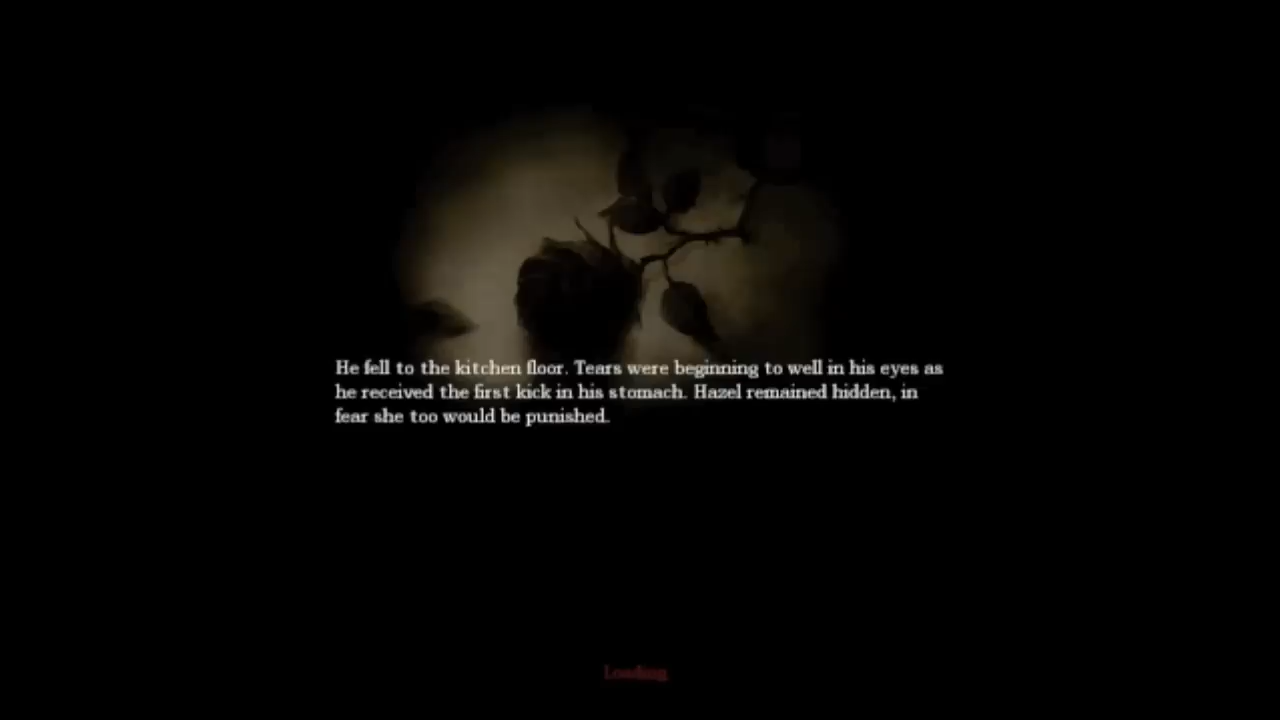 He fell to the kitchen floor. Tears were beginning to well in his eyes as
he received the first kick in his stomach. Hazel remained hidden, in
fear she too would be punished.
Loading